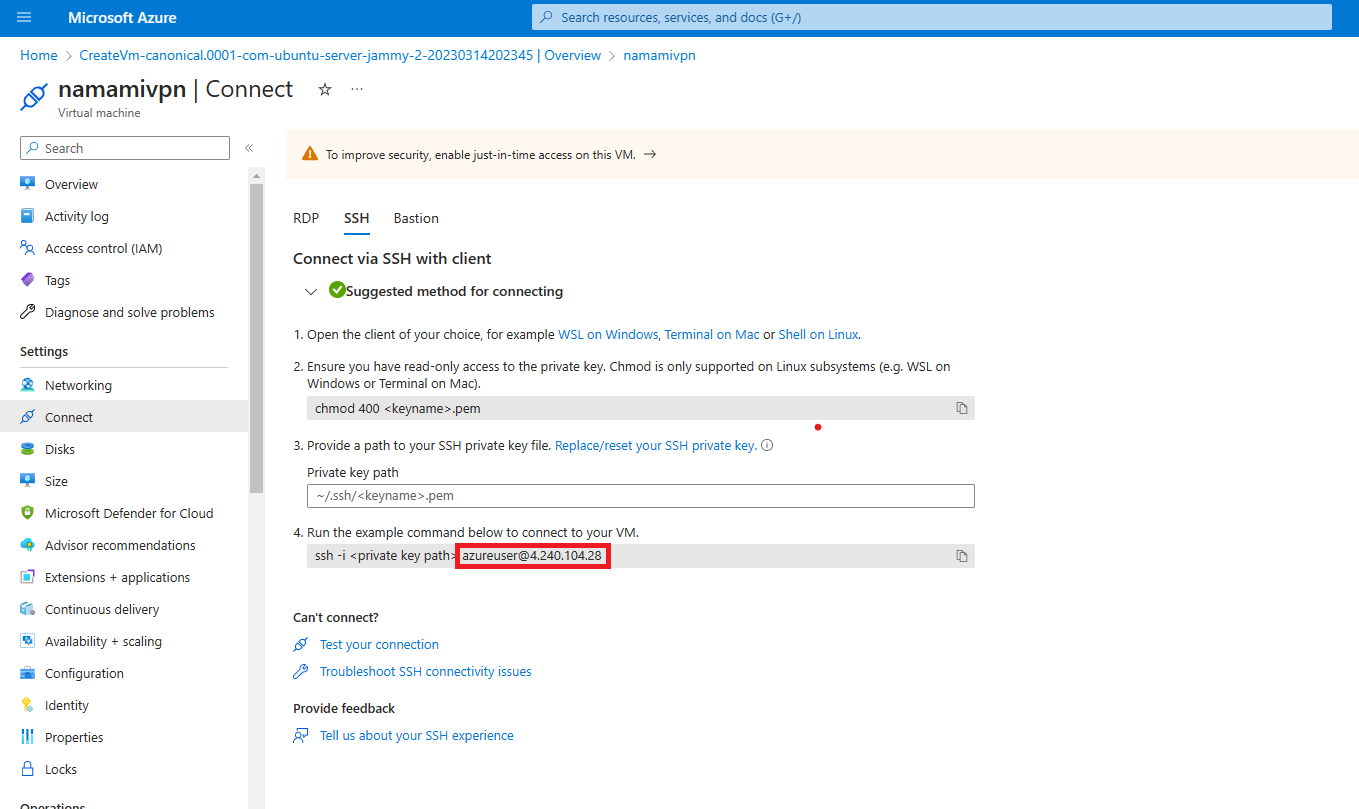 Microsoft Azure
Search resources, services, and docs (G+/)
Home > CreateVm-canonical.0001-com-ubuntu-server-jammy-2-20230314202345 | Overview > namamivpn
namamivpn | Connect
Virtual machine
Search
Overview
Activity log
Access control (IAM)
Tags
Diagnose and solve problems
Settings
Networking
Connect
Disks
Size
Microsoft Defender for Cloud
Advisor recommendations
Extensions + applications
Continuous delivery
Availability + scaling
Configuration
Identity
Properties
Locks
Operations
To improve security, enable just-in-time access on this VM. →
RDP SSH Bastion
Connect via SSH with client
Suggested method for connecting
1. Open the client of your choice, for example WSL on Windows, Terminal on Mac or Shell on Linux.
2. Ensure you have read-only access to the private key. Chmod is only supported on Linux subsystems (e.g. WSL on
Windows or Terminal on Mac).
chmod 400 <keyname>.pem
3. Provide a path to your SSH private key file. Replace/reset your SSH private key.
Private key path
~/.ssh/<keyname>.pem
4. Run the example command below to connect to your VM.
ssh -i <private key path> azureuser@4.240.104.28
Can't connect?
Test your connection
Troubleshoot SSH connectivity issues
Provide feedback
Tell us about your SSH experience